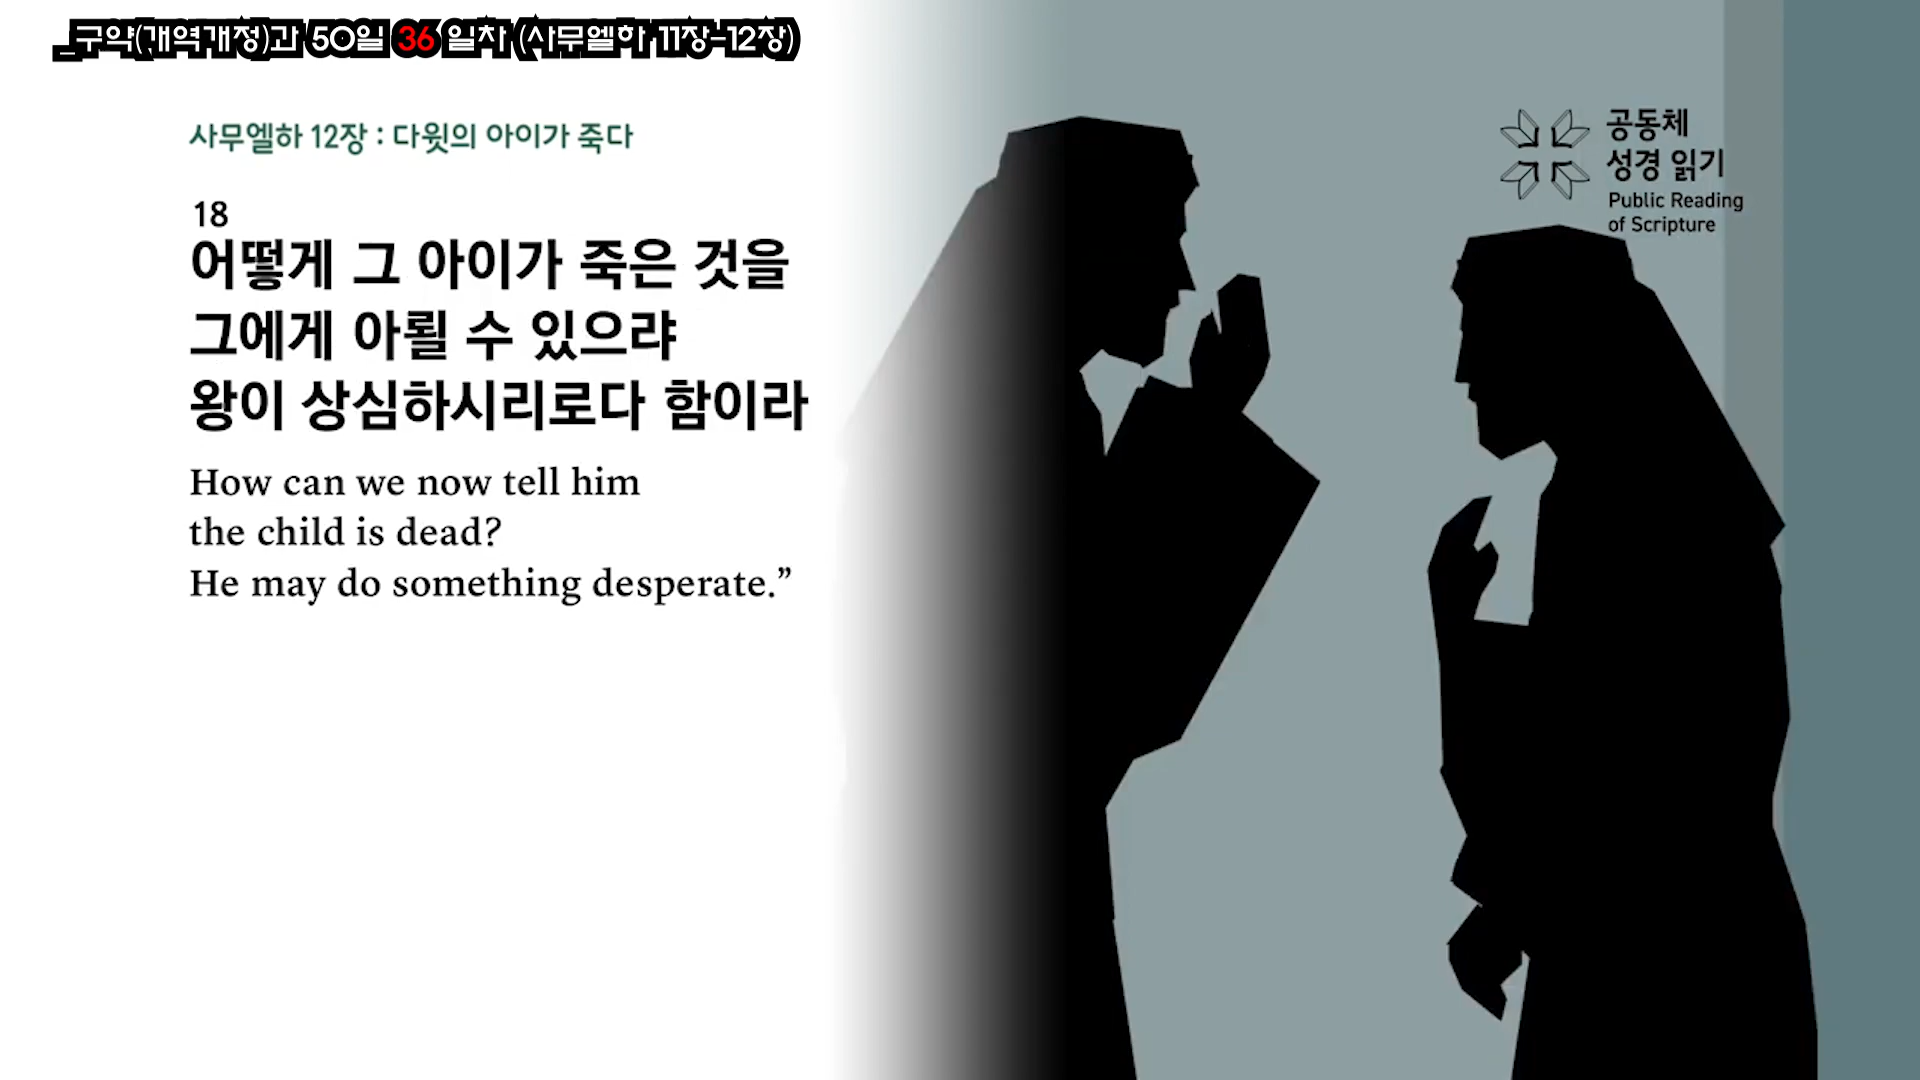 _구약(개역개정)과 50일 36 일차 (사무엘하 11장-12장)
사무엘하 12장 : 다윗의 아이가 죽다
공동체
성경 읽기
Public Reading
of Scripture
18
어떻게 그 아이가 죽은 것을
그에게 아뢸 수 있으랴
왕이 상심하시리로다 함이라
How can we now tell him
the child is dead?
He may do something desperate.”